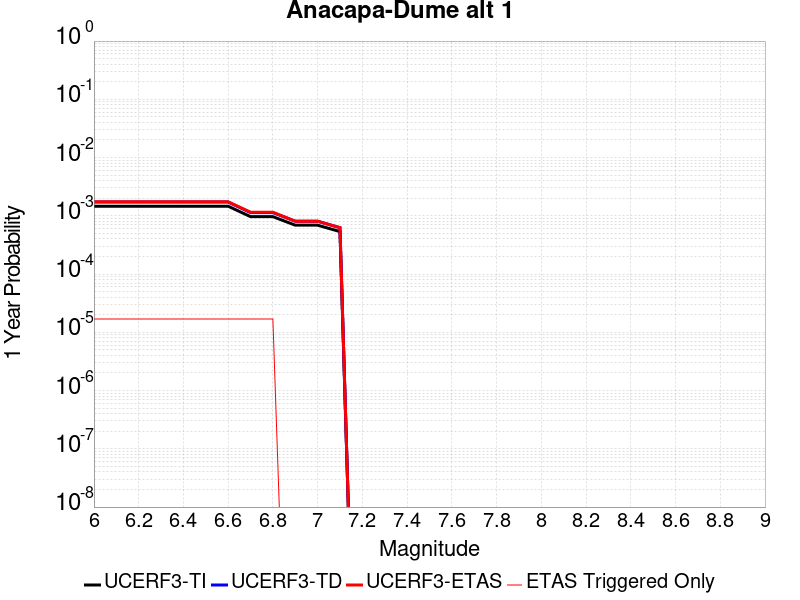 Anacapa-Dume alt 1
10^0
10^-1
10^-2
10^-3
10^-4
10^-5
10^-6
10^-7
10^-8
1 Year Probability
6 6.2 6.4 6.6 6.8 7 7.2 7.4 7.6 7.8 8 8.2 8.4 8.6 8.8 9
Magnitude
UCERF3-TI UCERF3-TD UCERF3-ETAS ETAS Triggered Only